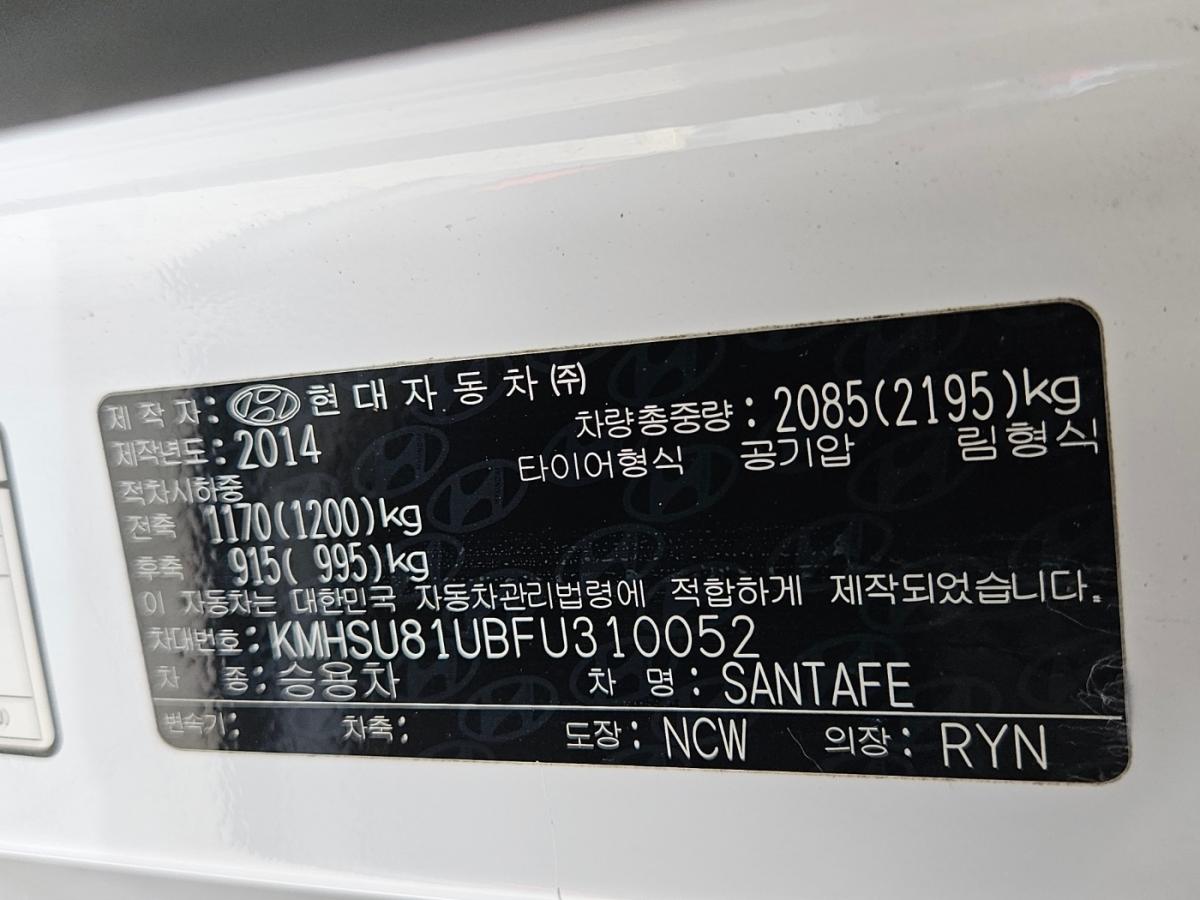 제 작 자 : 현 대 자 동 차 (주)
제작년도 : 2014
차량총중량 : 2085(2195)kg
타이어형식 공기압 림형식
적차시하중
전축 1170(1200)kg
후축 915( 995)kg
이 자동차는 대한민국 자동차관리법령에 적합하게 제작되었습니다.
차대번호 : KMHSU81UBFU310052
차 종 : 승용차 차 명 : SANTAFE
변속기 : 차축 : 도장 : NCW 의장 : RYN